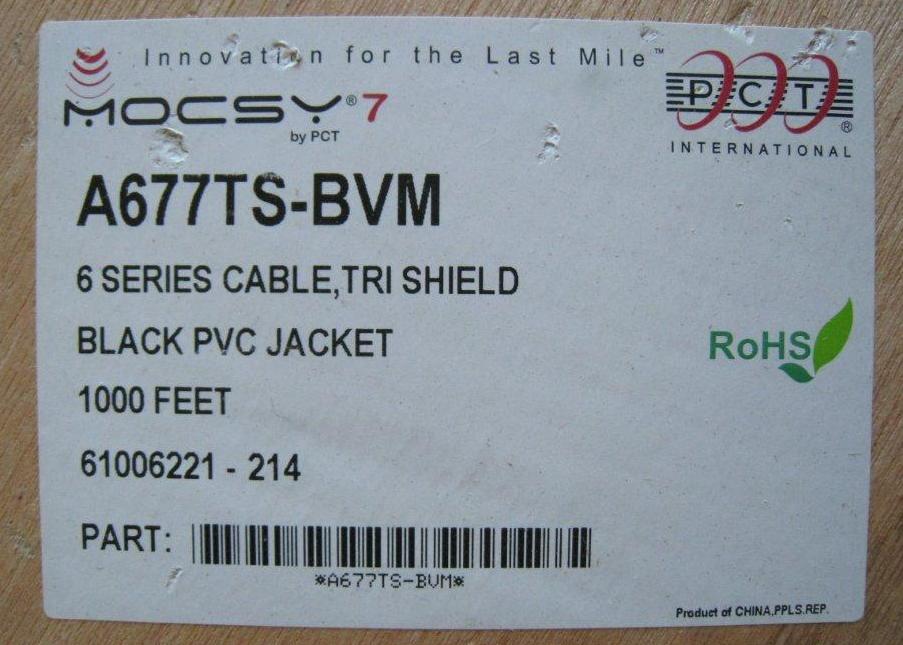 Innovation for the Last Mile™
MOCSY® 7
by PCT
PCT®
INTERNATIONAL
A677TS-BVM
6 SERIES CABLE,TRI SHIELD
BLACK PVC JACKET
RoHS
1000 FEET
61006221 - 214
PART:
*A677TS-BVM*
Product of CHINA,PPLS.REP.